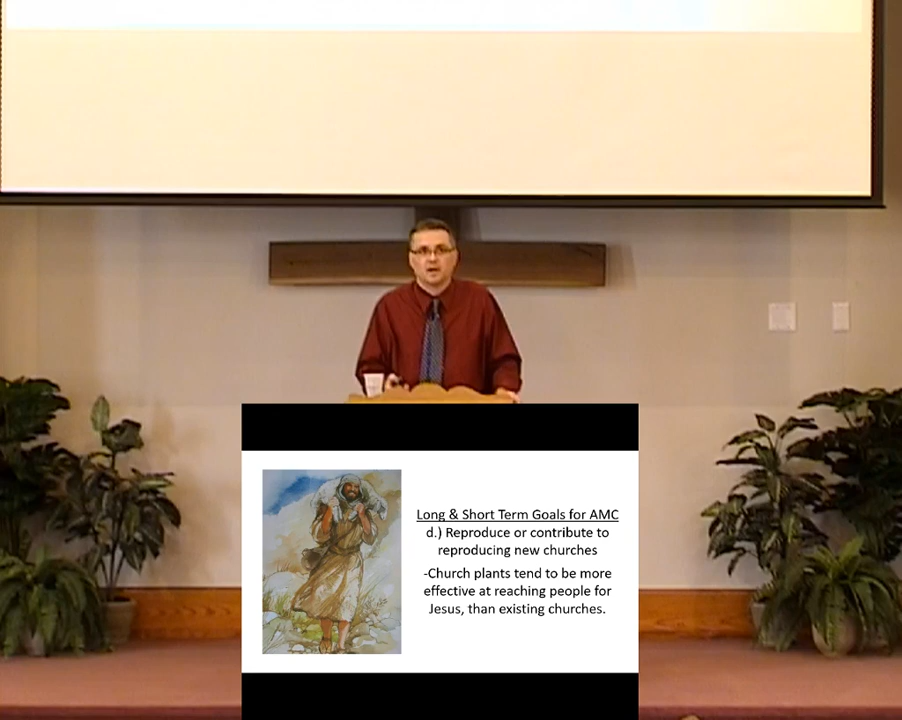 Long & Short Term Goals for AMC
d.) Reproduce or contribute to
reproducing new churches
-Church plants tend to be more
effective at reaching people for
Jesus, than existing churches.